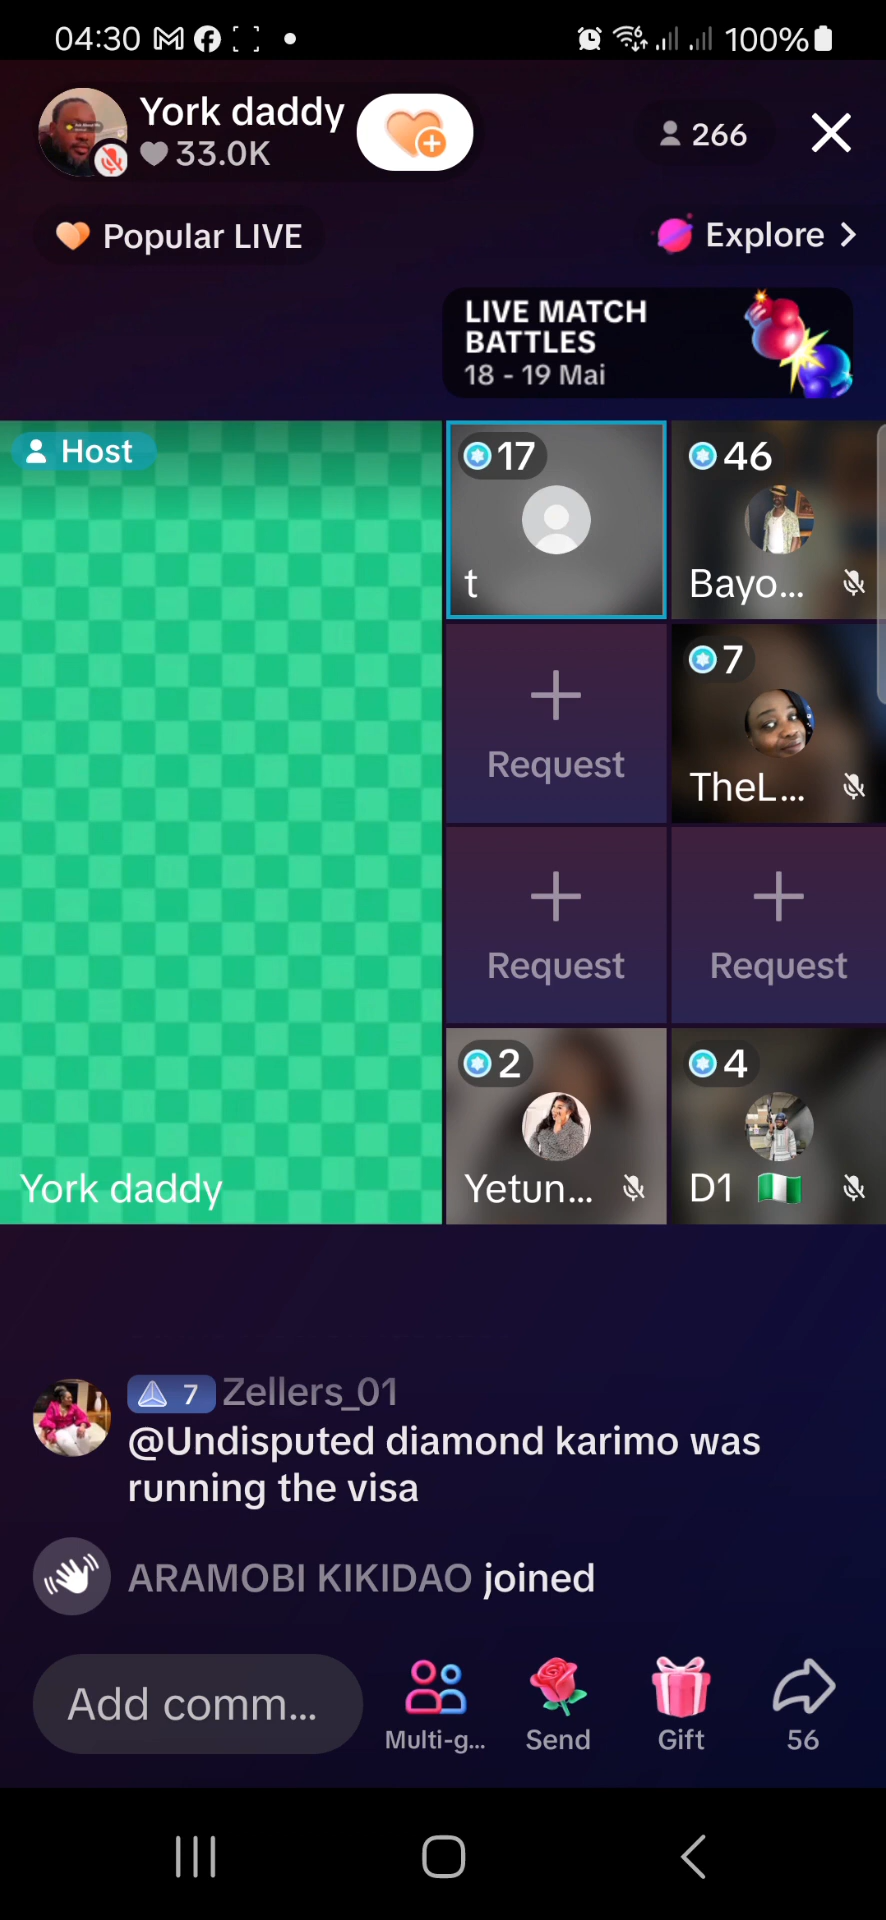 04:30 100%
York daddy
33.0K
266
Popular LIVE
Explore
LIVE MATCH
BATTLES
18 - 19 Mai
Host
17
46
t
Bayo...
7
Request
TheL...
Request
Request
2
4
York daddy
Yetun...
D1
7 Zellers_01
@Undisputed diamond karimo was
running the visa
ARAMOBI KIKIDAO joined
Add comm...
Multi-g...
Send
Gift
56